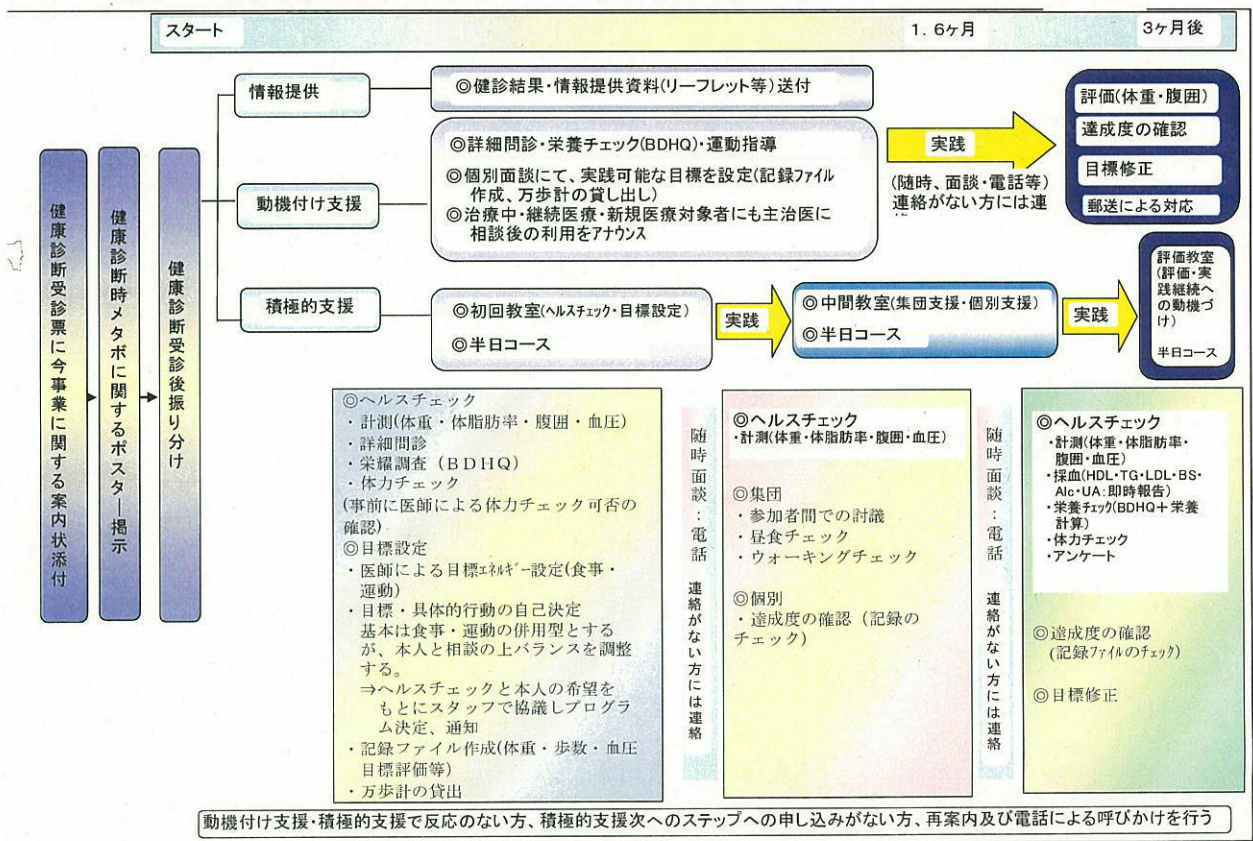 スタート
1. 6ヶ月
3ヶ月後
健康診断受診票に今事業に関する案内状添付
健康診断時メタボに関するポスター掲示
健康診断受診後振り分け
情報提供
◎健診結果・情報提供資料(リーフレット等)送付
動機付け支援
◎詳細問診・栄養チェック(BDHQ)・運動指導
◎個別面談にて、実践可能な目標を設定(記録ファイル
作成、万歩計の貸し出し)
◎治療中・継続医療・新規医療対象者にも主治医に
相談後の利用をアナウンス
実践
(随時、面談・電話等)
連絡がない方には連
評価(体重・腹囲)
達成度の確認
目標修正
郵送による対応
積極的支援
◎初回教室(ヘルスチェック・目標設定)
◎半日コース
実践
◎中間教室(集団支援・個別支援)
◎半日コース
実践
評価教室
(評価・実
践継続へ
の動機づ
け)
半日コース
◎ヘルスチェック
・計測(体重・体脂肪率・腹囲・血圧)
・詳細問診
・栄耀調査(BDHQ)
・体力チェック
(事前に医師による体力チェック可否の
確認)
◎目標設定
・医師による目標エネルギー設定(食事・
運動)
・目標・具体的行動の自己決定
基本は食事・運動の併用型とする
が、本人と相談の上バランスを調整
する。
⇒ヘルスチェックと本人の希望を
もとにスタッフで協議しプログラ
ム決定、通知
・記録ファイル作成(体重・歩数・血圧
目標評価等)
・万歩計の貸出
随時面談：電話 連絡がない方には連絡
◎ヘルスチェック
・計測(体重・体脂肪率・腹囲・血圧)
◎集団
・参加者間での討議
・昼食チェック
・ウォーキングチェック
◎個別
・達成度の確認（記録の
チェック）
随時面談：電話 連絡がない方には連絡
◎ヘルスチェック
・計測(体重・体脂肪率・
腹囲・血圧)
・採血(HDL・TG・LDL・BS・
A1c・UA:即時報告)
・栄養チェック(BDHQ＋栄養
計算)
・体力チェック
・アンケート
◎達成度の確認
(記録ファイルのチェック)
◎目標修正
動機付け支援・積極的支援で反応のない方、積極的支援次へのステップへの申し込みがない方、再案内及び電話による呼びかけを行う